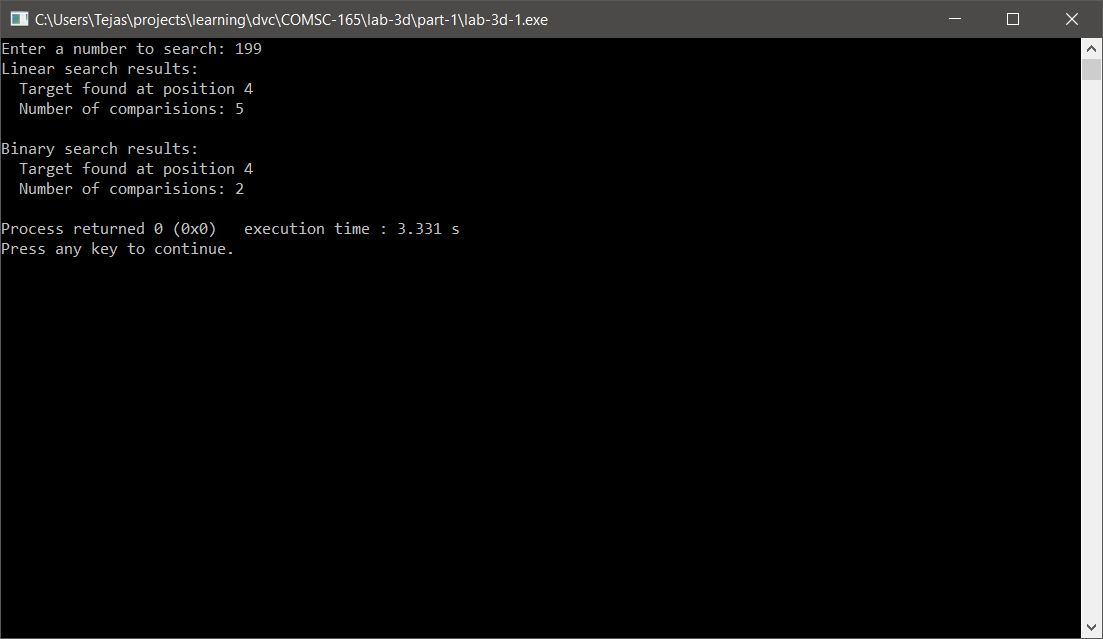 C:\Users\Tejas\projects\learning\dvc\COMSC-165\lab-3d\part-1\lab-3d-1.exe
Enter a number to search: 199
Linear search results:
  Target found at position 4
  Number of comparisions: 5

Binary search results:
  Target found at position 4
  Number of comparisions: 2

Process returned 0 (0x0)   execution time : 3.331 s
Press any key to continue.